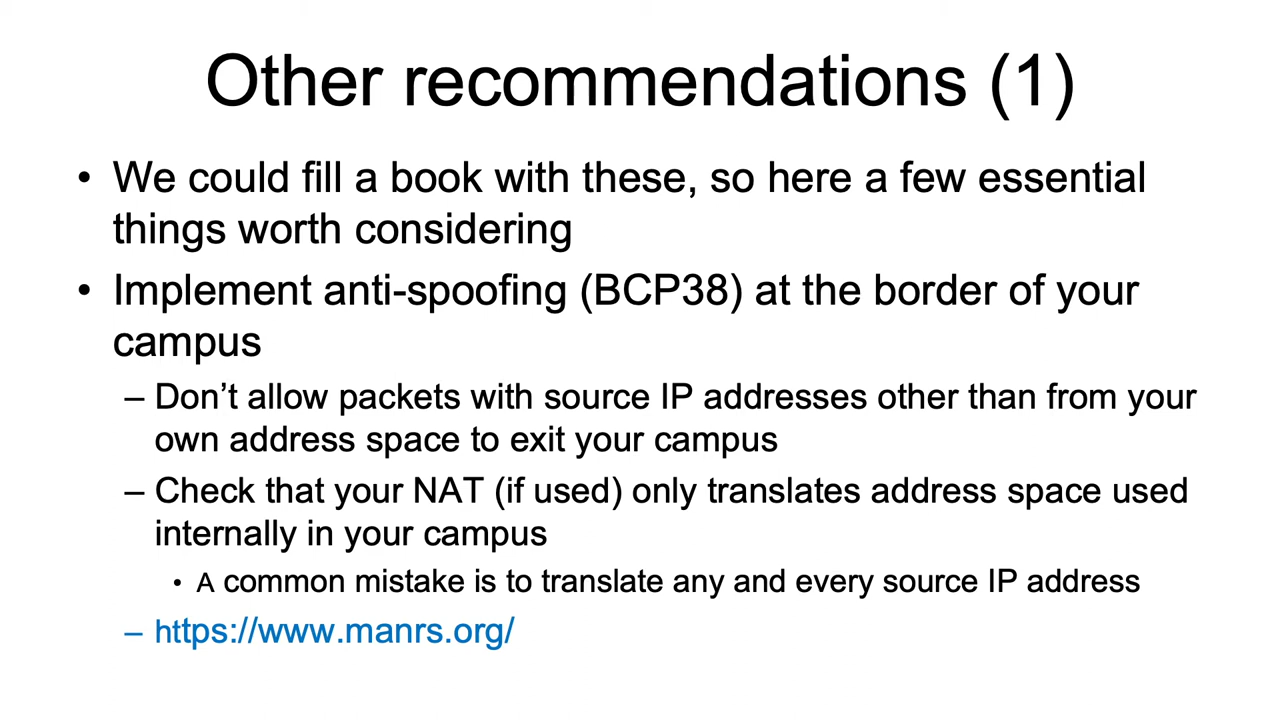 Other recommendations (1)
• We could fill a book with these, so here a few essential
things worth considering
• Implement anti-spoofing (BCP38) at the border of your
campus
– Don’t allow packets with source IP addresses other than from your
own address space to exit your campus
– Check that your NAT (if used) only translates address space used
internally in your campus
• A common mistake is to translate any and every source IP address
– https://www.manrs.org/